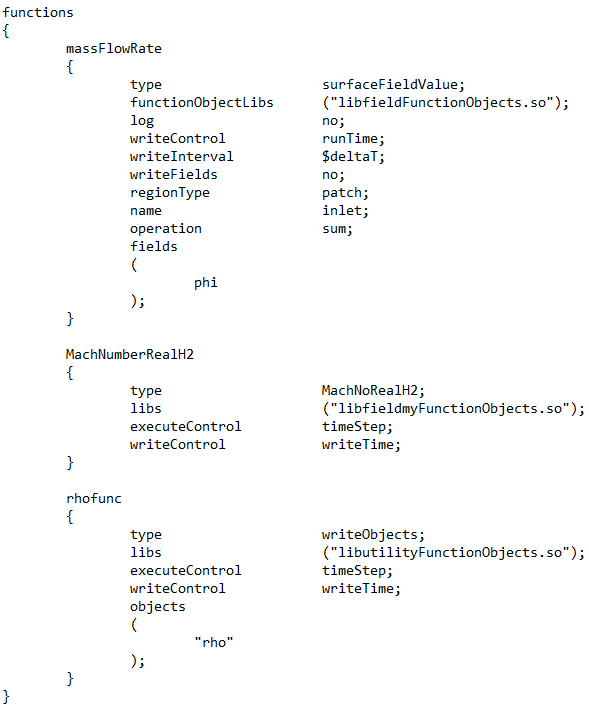 functions
{
massFlowRate
{
type surfaceFieldValue;
functionObjectLibs ("libfieldFunctionObjects.so");
log no;
writeControl runTime;
writeInterval $deltaT;
writeFields no;
regionType patch;
name inlet;
operation sum;
fields
(
phi
);
}
MachNumberRealH2
{
type MachNoRealH2;
libs ("libfieldmyFunctionObjects.so");
executeControl timeStep;
writeControl writeTime;
}
rhofunc
{
type writeObjects;
libs ("libutilityFunctionObjects.so");
executeControl timeStep;
writeControl writeTime;
objects
(
"rho"
);
}
}